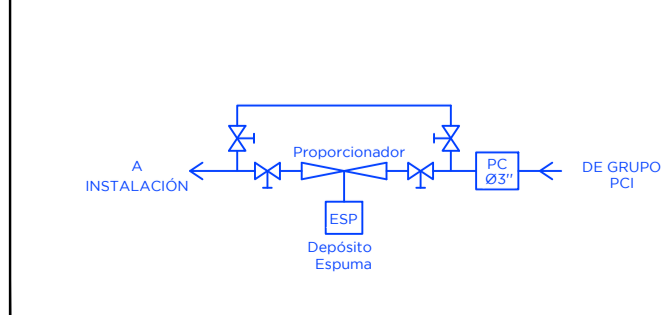 Proporcionador
A
INSTALACIÓN
PC
Ø3''
DE GRUPO
PCI
ESP
Depósito
Espuma